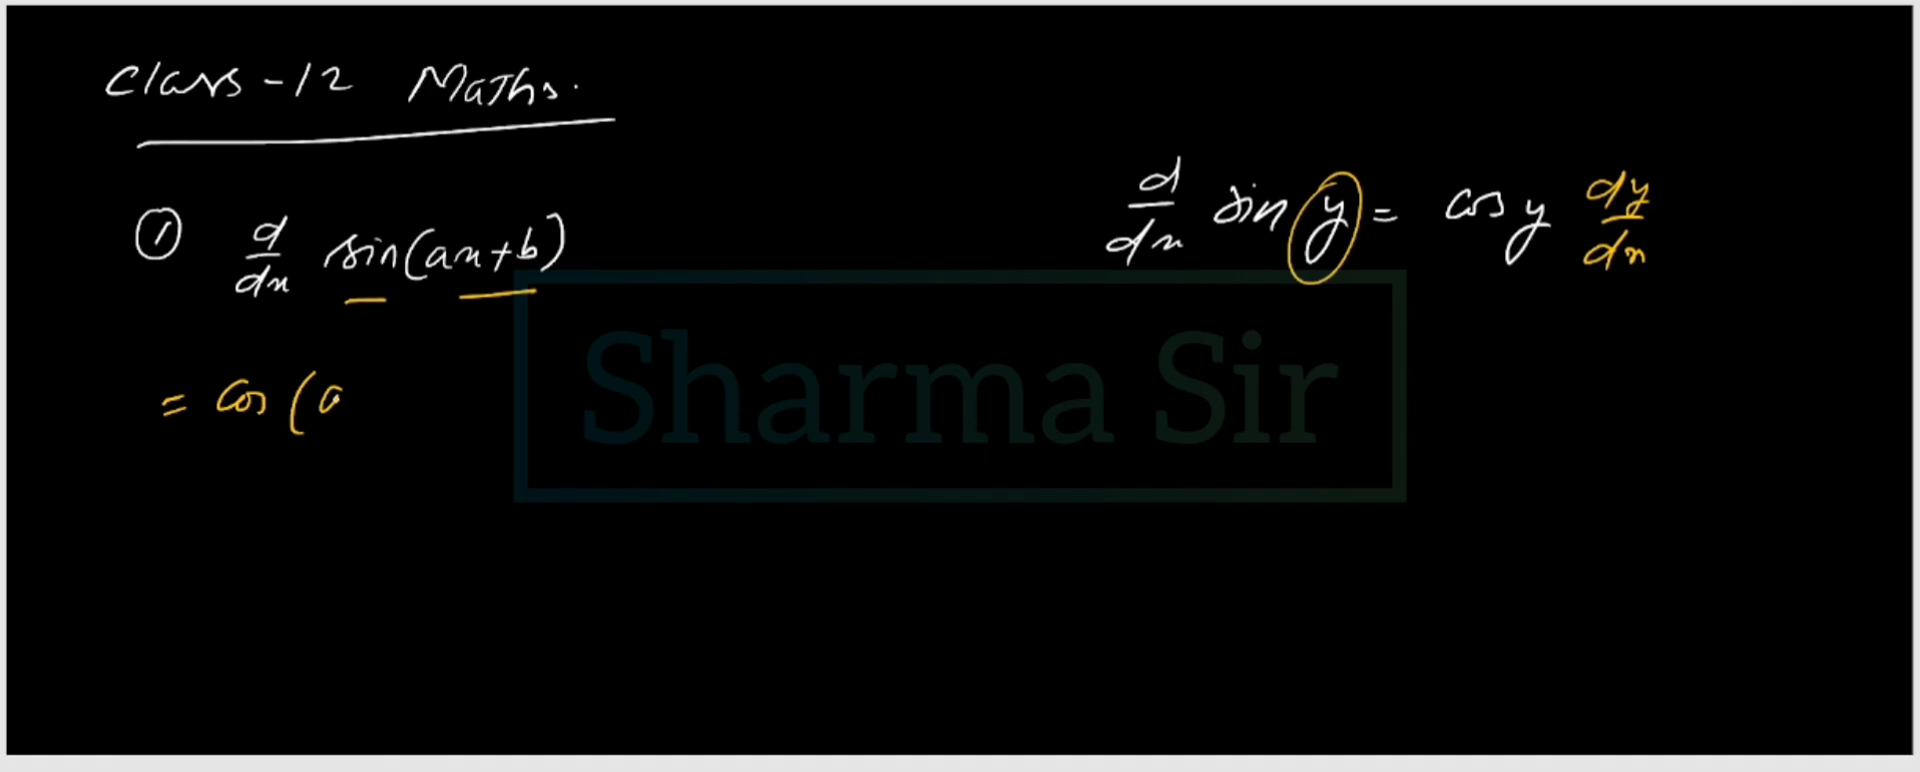 Class-12 Maths.
① d/dx sin(ax+b)
d/dx sin y = cos y dy/dx
= cos (a
Sharma Sir